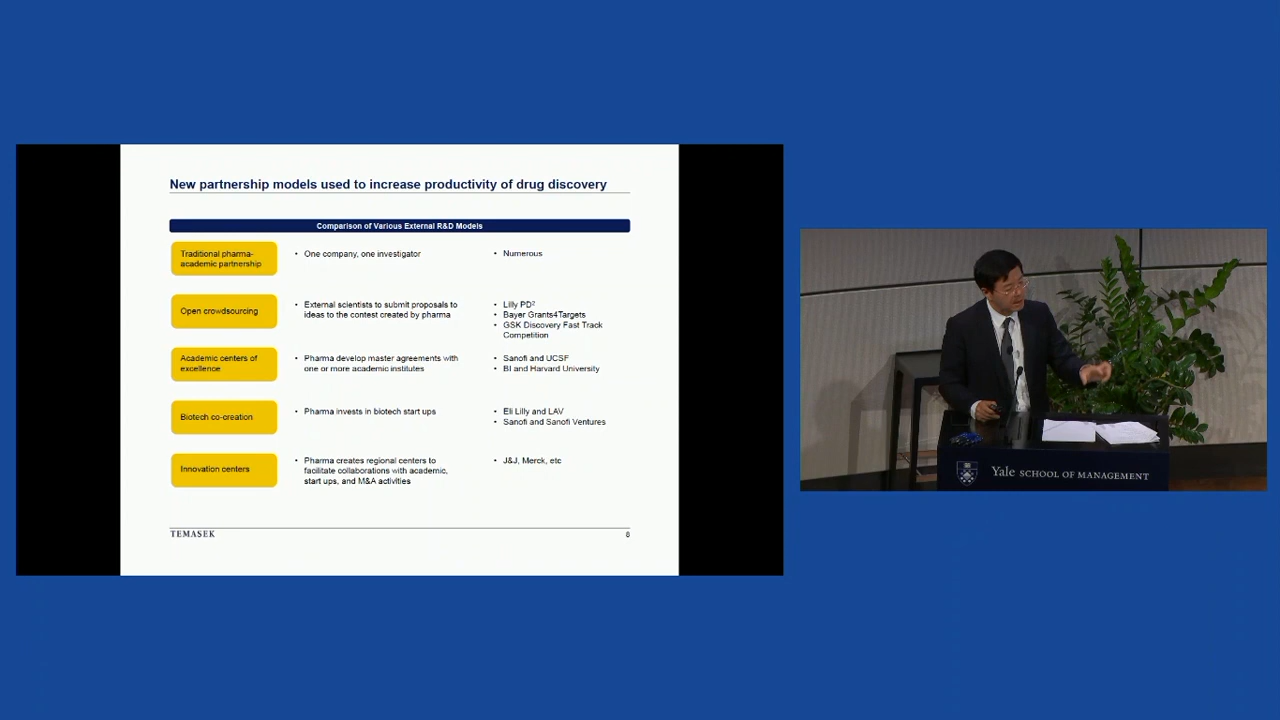 New partnership models used to increase productivity of drug discovery
Comparison of Various External R&D Models
Traditional pharma-
academic partnership
• One company, one investigator
• Numerous
Open crowdsourcing
• External scientists to submit proposals to
ideas to the contest created by pharma
• Lilly PD²
• Bayer Grants4Targets
• GSK Discovery Fast Track
Competition
Academic centers of
excellence
• Pharma develop master agreements with
one or more academic institutes
• Sanofi and UCSF
• BI and Harvard University
Biotech co-creation
• Pharma invests in biotech start ups
• Eli Lilly and LAV
• Sanofi and Sanofi Ventures
Innovation centers
• Pharma creates regional centers to
facilitate collaborations with academic,
start ups, and M&A activities
• J&J, Merck, etc
TEMASEK
8
Yale SCHOOL OF MANAGEMENT